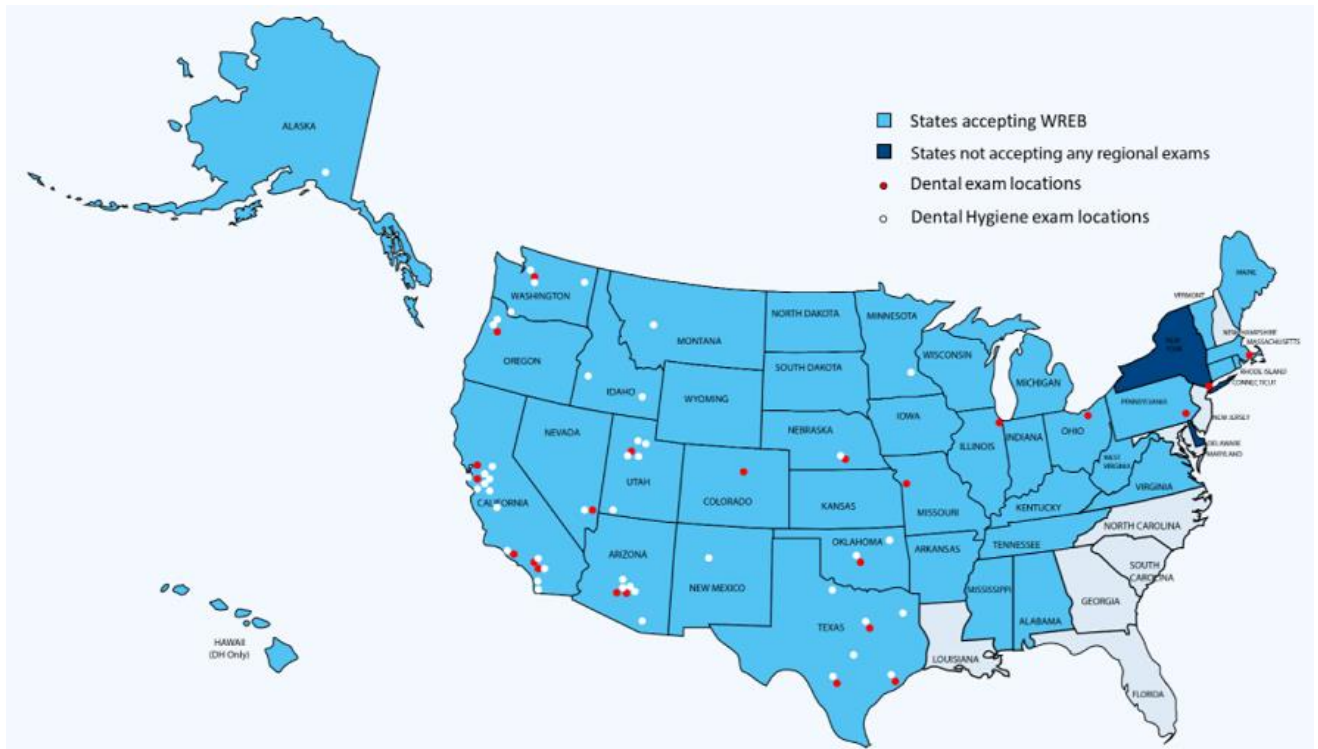 ALASKA
States accepting WREB
States not accepting any regional exams
Dental exam locations
Dental Hygiene exam locations
MAINE
VERMONT
NEW HAMPSHIRE
MASSACHUSETTS
RHODE ISLAND
CONNECTICUT
NEW
YORK
WASHINGTON
MONTANA
NORTH DAKOTA
MINNESOTA
OREGON
IDAHO
SOUTH DAKOTA
WISCONSIN
MICHIGAN
WYOMING
PENNSYLVANIA
NEW JERSEY
IOWA
NEBRASKA
NEVADA
ILLINOIS
INDIANA
OHIO
DELAWARE
MARYLAND
WEST
VIRGINIA
UTAH
COLORADO
CALIFORNIA
KANSAS
MISSOURI
KENTUCKY
VIRGINIA
NORTH CAROLINA
OKLAHOMA
TENNESSEE
ARIZONA
ARKANSAS
SOUTH
CAROLINA
NEW MEXICO
MISSISSIPPI
GEORGIA
ALABAMA
TEXAS
HAWAII
(DH Only)
LOUISIANA
FLORIDA